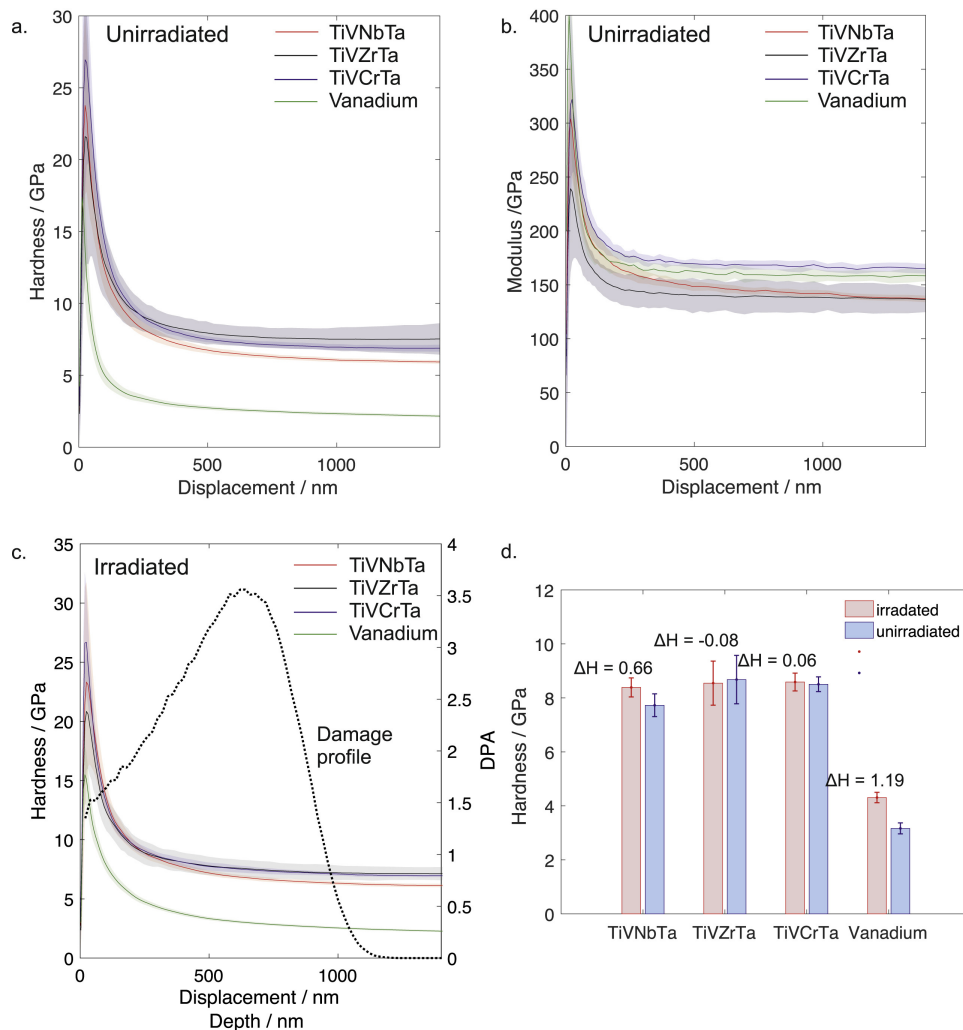 a.
Unirradiated
TiVNbTa
TiVZrTa
TiVCrTa
Vanadium
30
25
20
15
10
5
0
0 500 1000
Hardness / GPa
Displacement / nm
b.
Unirradiated
TiVNbTa
TiVZrTa
TiVCrTa
Vanadium
400
350
300
250
200
150
100
50
0
0 500 1000
Modulus /GPa
Displacement / nm
c.
Irradiated
TiVNbTa
TiVZrTa
TiVCrTa
Vanadium
35
30
25
20
15
10
5
0
4
3.5
3
2.5
2
1.5
1
0.5
0
Damage
profile
Hardness / GPa
DPA
0 500 1000
Displacement / nm
Depth / nm
d.
irradated
unirradiated
12
10
8
6
4
2
0
ΔH = 0.66
ΔH = -0.08
ΔH = 0.06
ΔH = 1.19
Hardness / GPa
TiVNbTa TiVZrTa TiVCrTa Vanadium